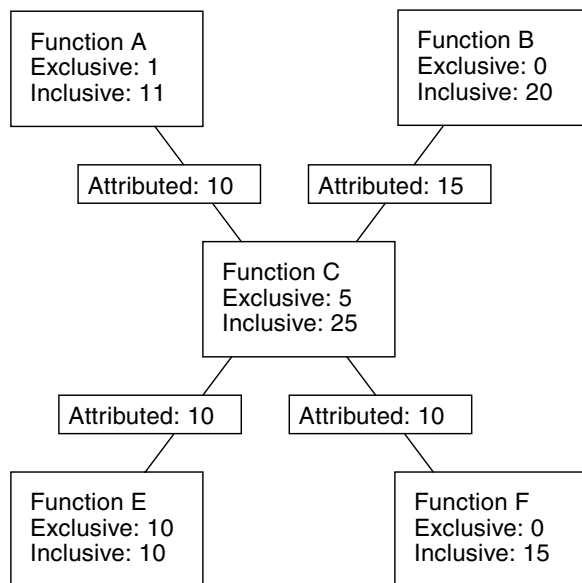 Function A
Exclusive: 1
Inclusive: 11
Function B
Exclusive: 0
Inclusive: 20
Attributed: 10
Attributed: 15
Function C
Exclusive: 5
Inclusive: 25
Attributed: 10
Attributed: 10
Function E
Exclusive: 10
Inclusive: 10
Function F
Exclusive: 0
Inclusive: 15